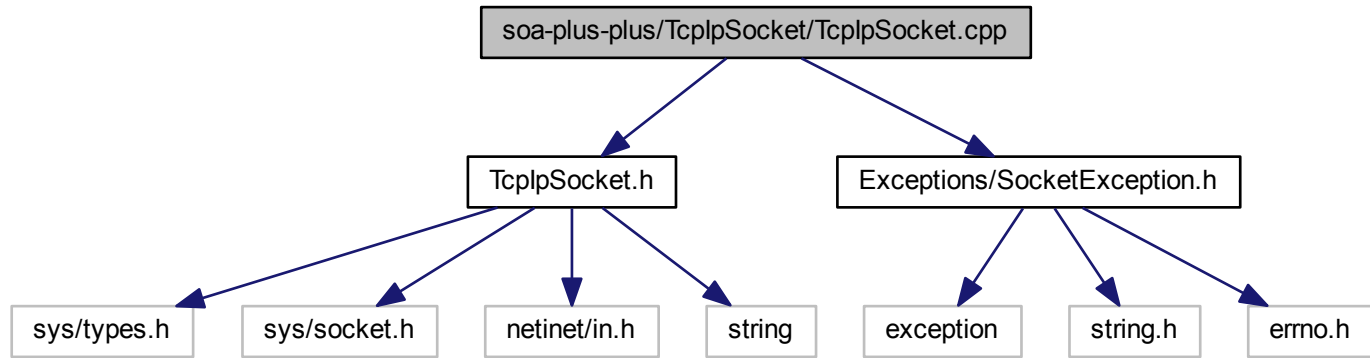 soa-plus-plus/TcpIpSocket/TcpIpSocket.cpp
TcpIpSocket.h
Exceptions/SocketException.h
sys/types.h
sys/socket.h
netinet/in.h
string
exception
string.h
errno.h